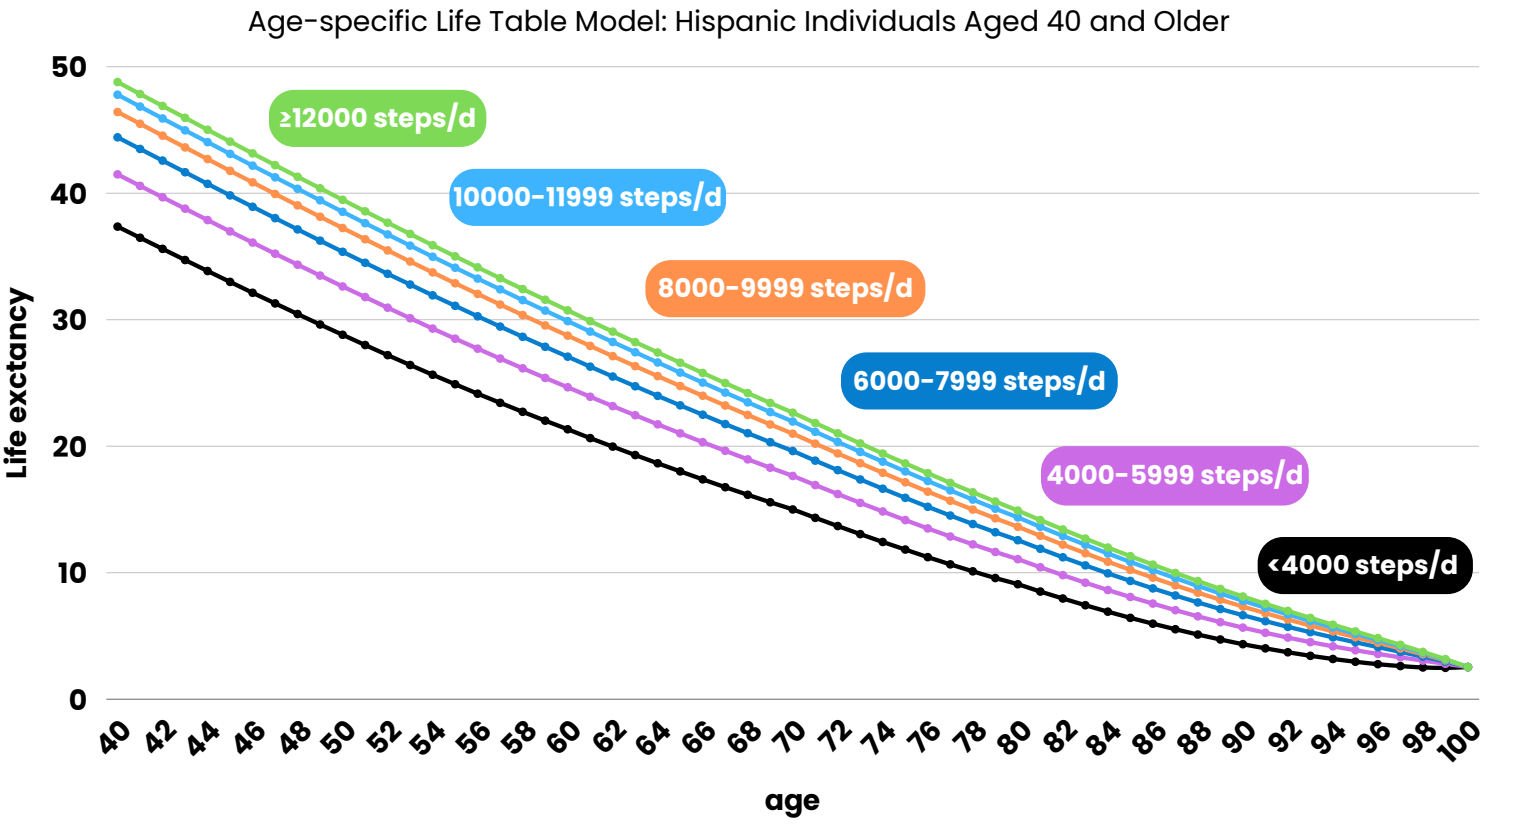 Age-specific Life Table Model: Hispanic Individuals Aged 40 and Older
50
40
30
20
10
0
Life exctancy
≥12000 steps/d
10000-11999 steps/d
8000-9999 steps/d
6000-7999 steps/d
4000-5999 steps/d
<4000 steps/d
40 42 44 46 48 50 52 54 56 58 60 62 64 66 68 70 72 74 76 78 80 82 84 86 88 90 92 94 96 98 100
age